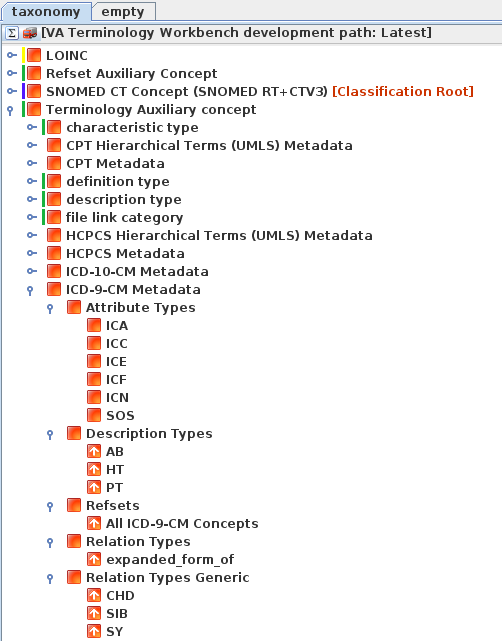 taxonomy empty
Σ [VA Terminology Workbench development path: Latest]
LOINC
Refset Auxiliary Concept
SNOMED CT Concept (SNOMED RT+CTV3) [Classification Root]
Terminology Auxiliary concept
characteristic type
CPT Hierarchical Terms (UMLS) Metadata
CPT Metadata
definition type
description type
file link category
HCPCS Hierarchical Terms (UMLS) Metadata
HCPCS Metadata
ICD-10-CM Metadata
ICD-9-CM Metadata
Attribute Types
ICA
ICC
ICE
ICF
ICN
SOS
Description Types
AB
HT
PT
Refsets
All ICD-9-CM Concepts
Relation Types
expanded_form_of
Relation Types Generic
CHD
SIB
SY